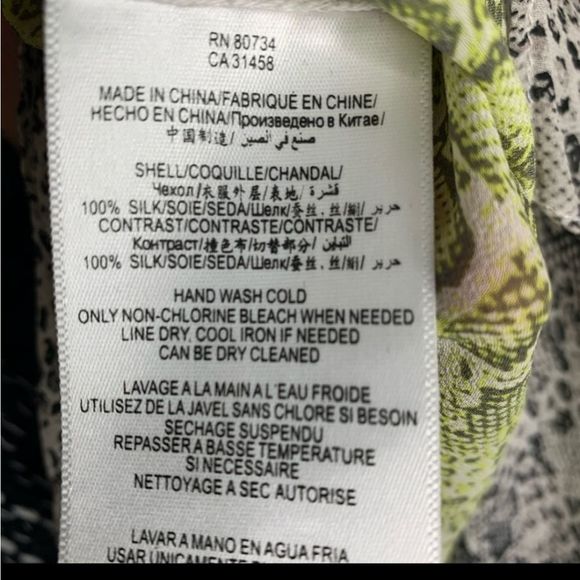 RN 80734
CA 31458
MADE IN CHINA/FABRIQUÉ EN CHINE/
HECHO EN CHINA/Произведено в Китае/
中国制造/ صنع في الصين/
SHELL/COQUILLE/CHANDAL/
Чехол/衣服外层/表地/ قشرة/
100% SILK/SOIE/SEDA/Шелк/蚕丝, 丝/絹/ حرير
CONTRAST/CONTRASTE/CONTRASTE/
Контраст/撞色布/切替部分/ التباين/
100% SILK/SOIE/SEDA/Шелк/蚕丝, 丝/絹/ حرير
HAND WASH COLD
ONLY NON-CHLORINE BLEACH WHEN NEEDED
LINE DRY, COOL IRON IF NEEDED
CAN BE DRY CLEANED
LAVAGE A LA MAIN A L'EAU FROIDE
UTILISEZ DE LA JAVEL SANS CHLORE SI BESOIN
SECHAGE SUSPENDU
REPASSER A BASSE TEMPERATURE
SI NECESSAIRE
NETTOYAGE A SEC AUTORISE
LAVAR A MANO EN AGUA FRIA
USAR UNICAMENTE